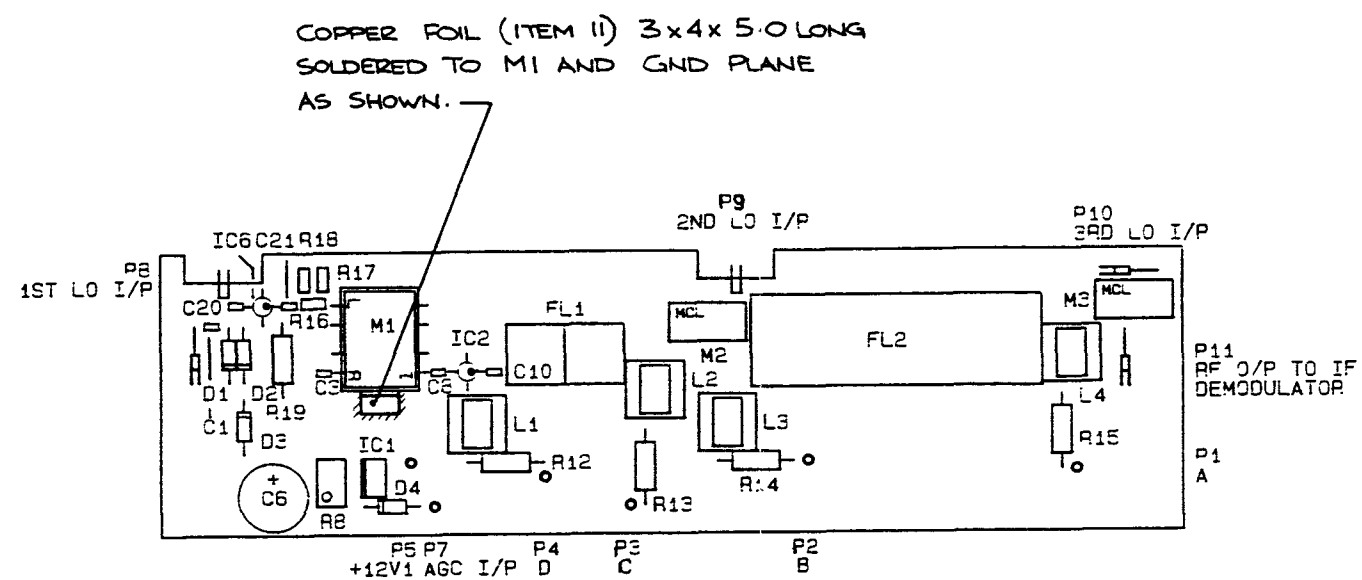 COPPER FOIL (ITEM 11) 3x4x 5.0 LONG
SOLDERED TO M1 AND GND PLANE
AS SHOWN.
P9
2ND LO I/P
P10
3RD LO I/P
IC6 C21 R18
P8
1ST LO I/P
R17
C20
R16
M1
FL1
MCL
M2
FL2
M3
MCL
IC2
P11
RF O/P TO IF
DEMODULATOR
D1
D2
R19
C3
C8
C10
L2
L4
C1
D3
L1
L3
R15
IC1
R12
R14
P1
A
+
C6
D4
R13
R8
P5 P7
+12V1 AGC I/P
P4
D
P3
C
P2
B